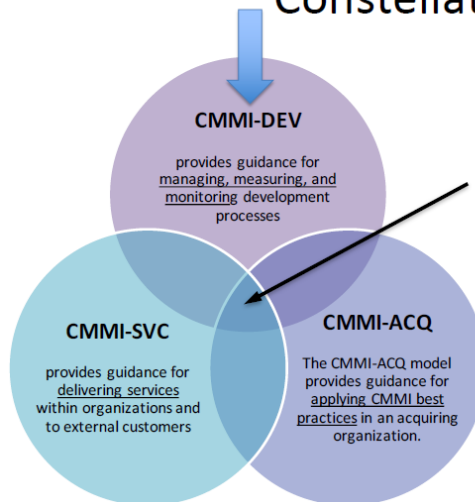 Constellat
CMMI-DEV
provides guidance for
managing, measuring, and
monitoring development
processes
CMMI-SVC
provides guidance for
delivering services
within organizations and
to external customers
CMMI-ACQ
The CMMI-ACQ model
provides guidance for
applying CMMI best
practices in an acquiring
organization.